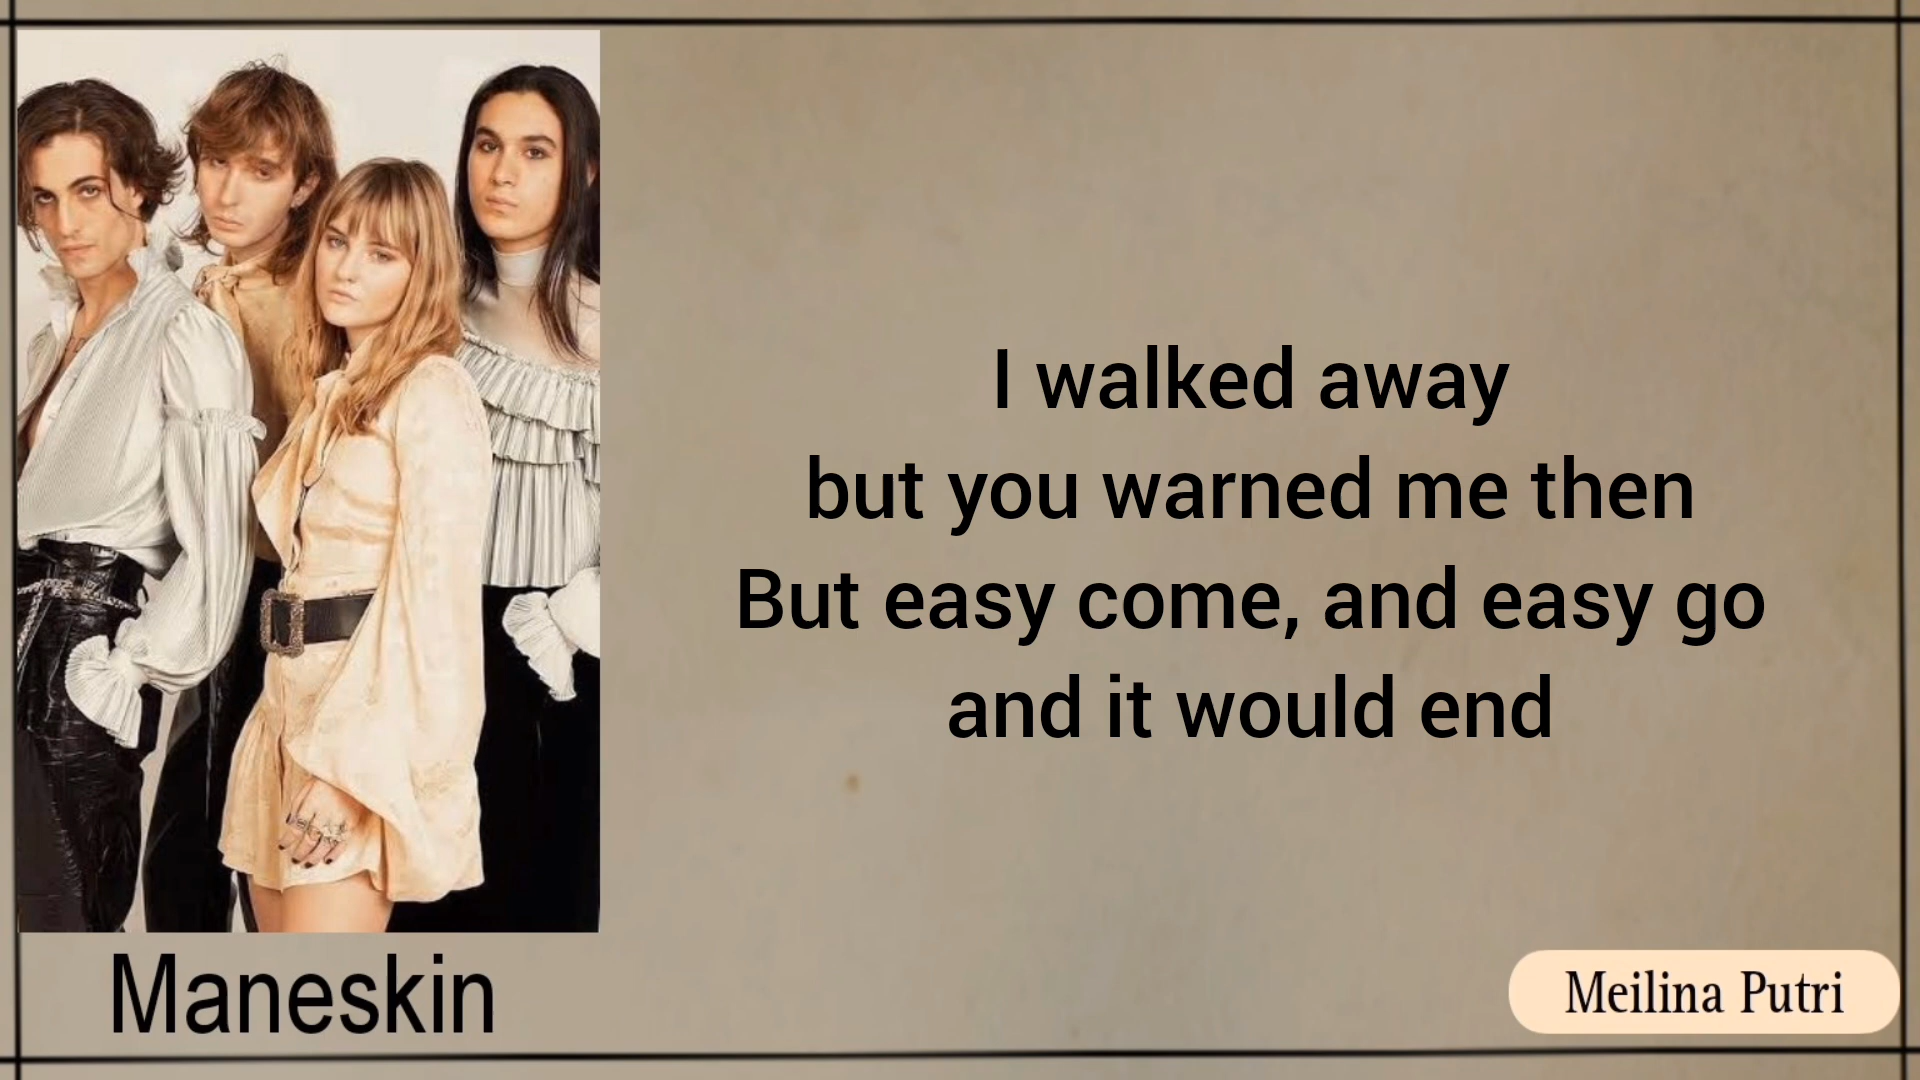 I walked away
but you warned me then
But easy come, and easy go
and it would end
Maneskin
Meilina Putri